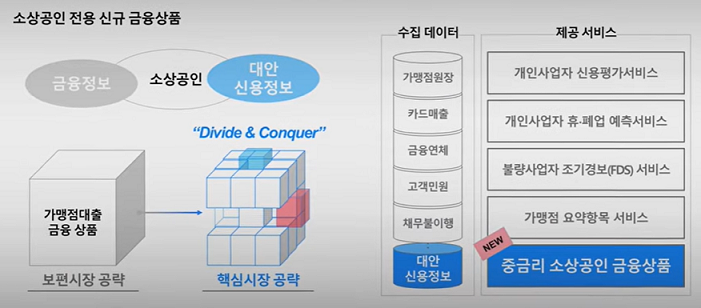 소상공인 전용 신규 금융상품
금융정보
소상공인
대안
신용정보
"Divide & Conquer"
가맹점대출
금융 상품
보편시장 공략
핵심시장 공략
수집 데이터
가맹점원장
카드매출
금융연체
고객민원
채무불이행
대안
신용정보
제공 서비스
개인사업자 신용평가서비스
개인사업자 휴·폐업 예측서비스
불량사업자 조기경보(FDS) 서비스
가맹점 요약항목 서비스
NEW
중금리 소상공인 금융상품